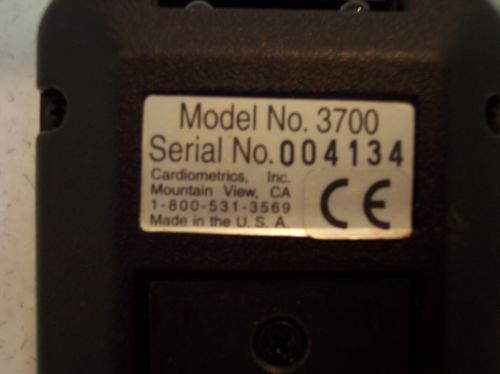 Model No. 3700
Serial No. 004134
Cardiometrics, Inc.
Mountain View, CA
1-800-531-3569
Made in the U. S. A.
CE